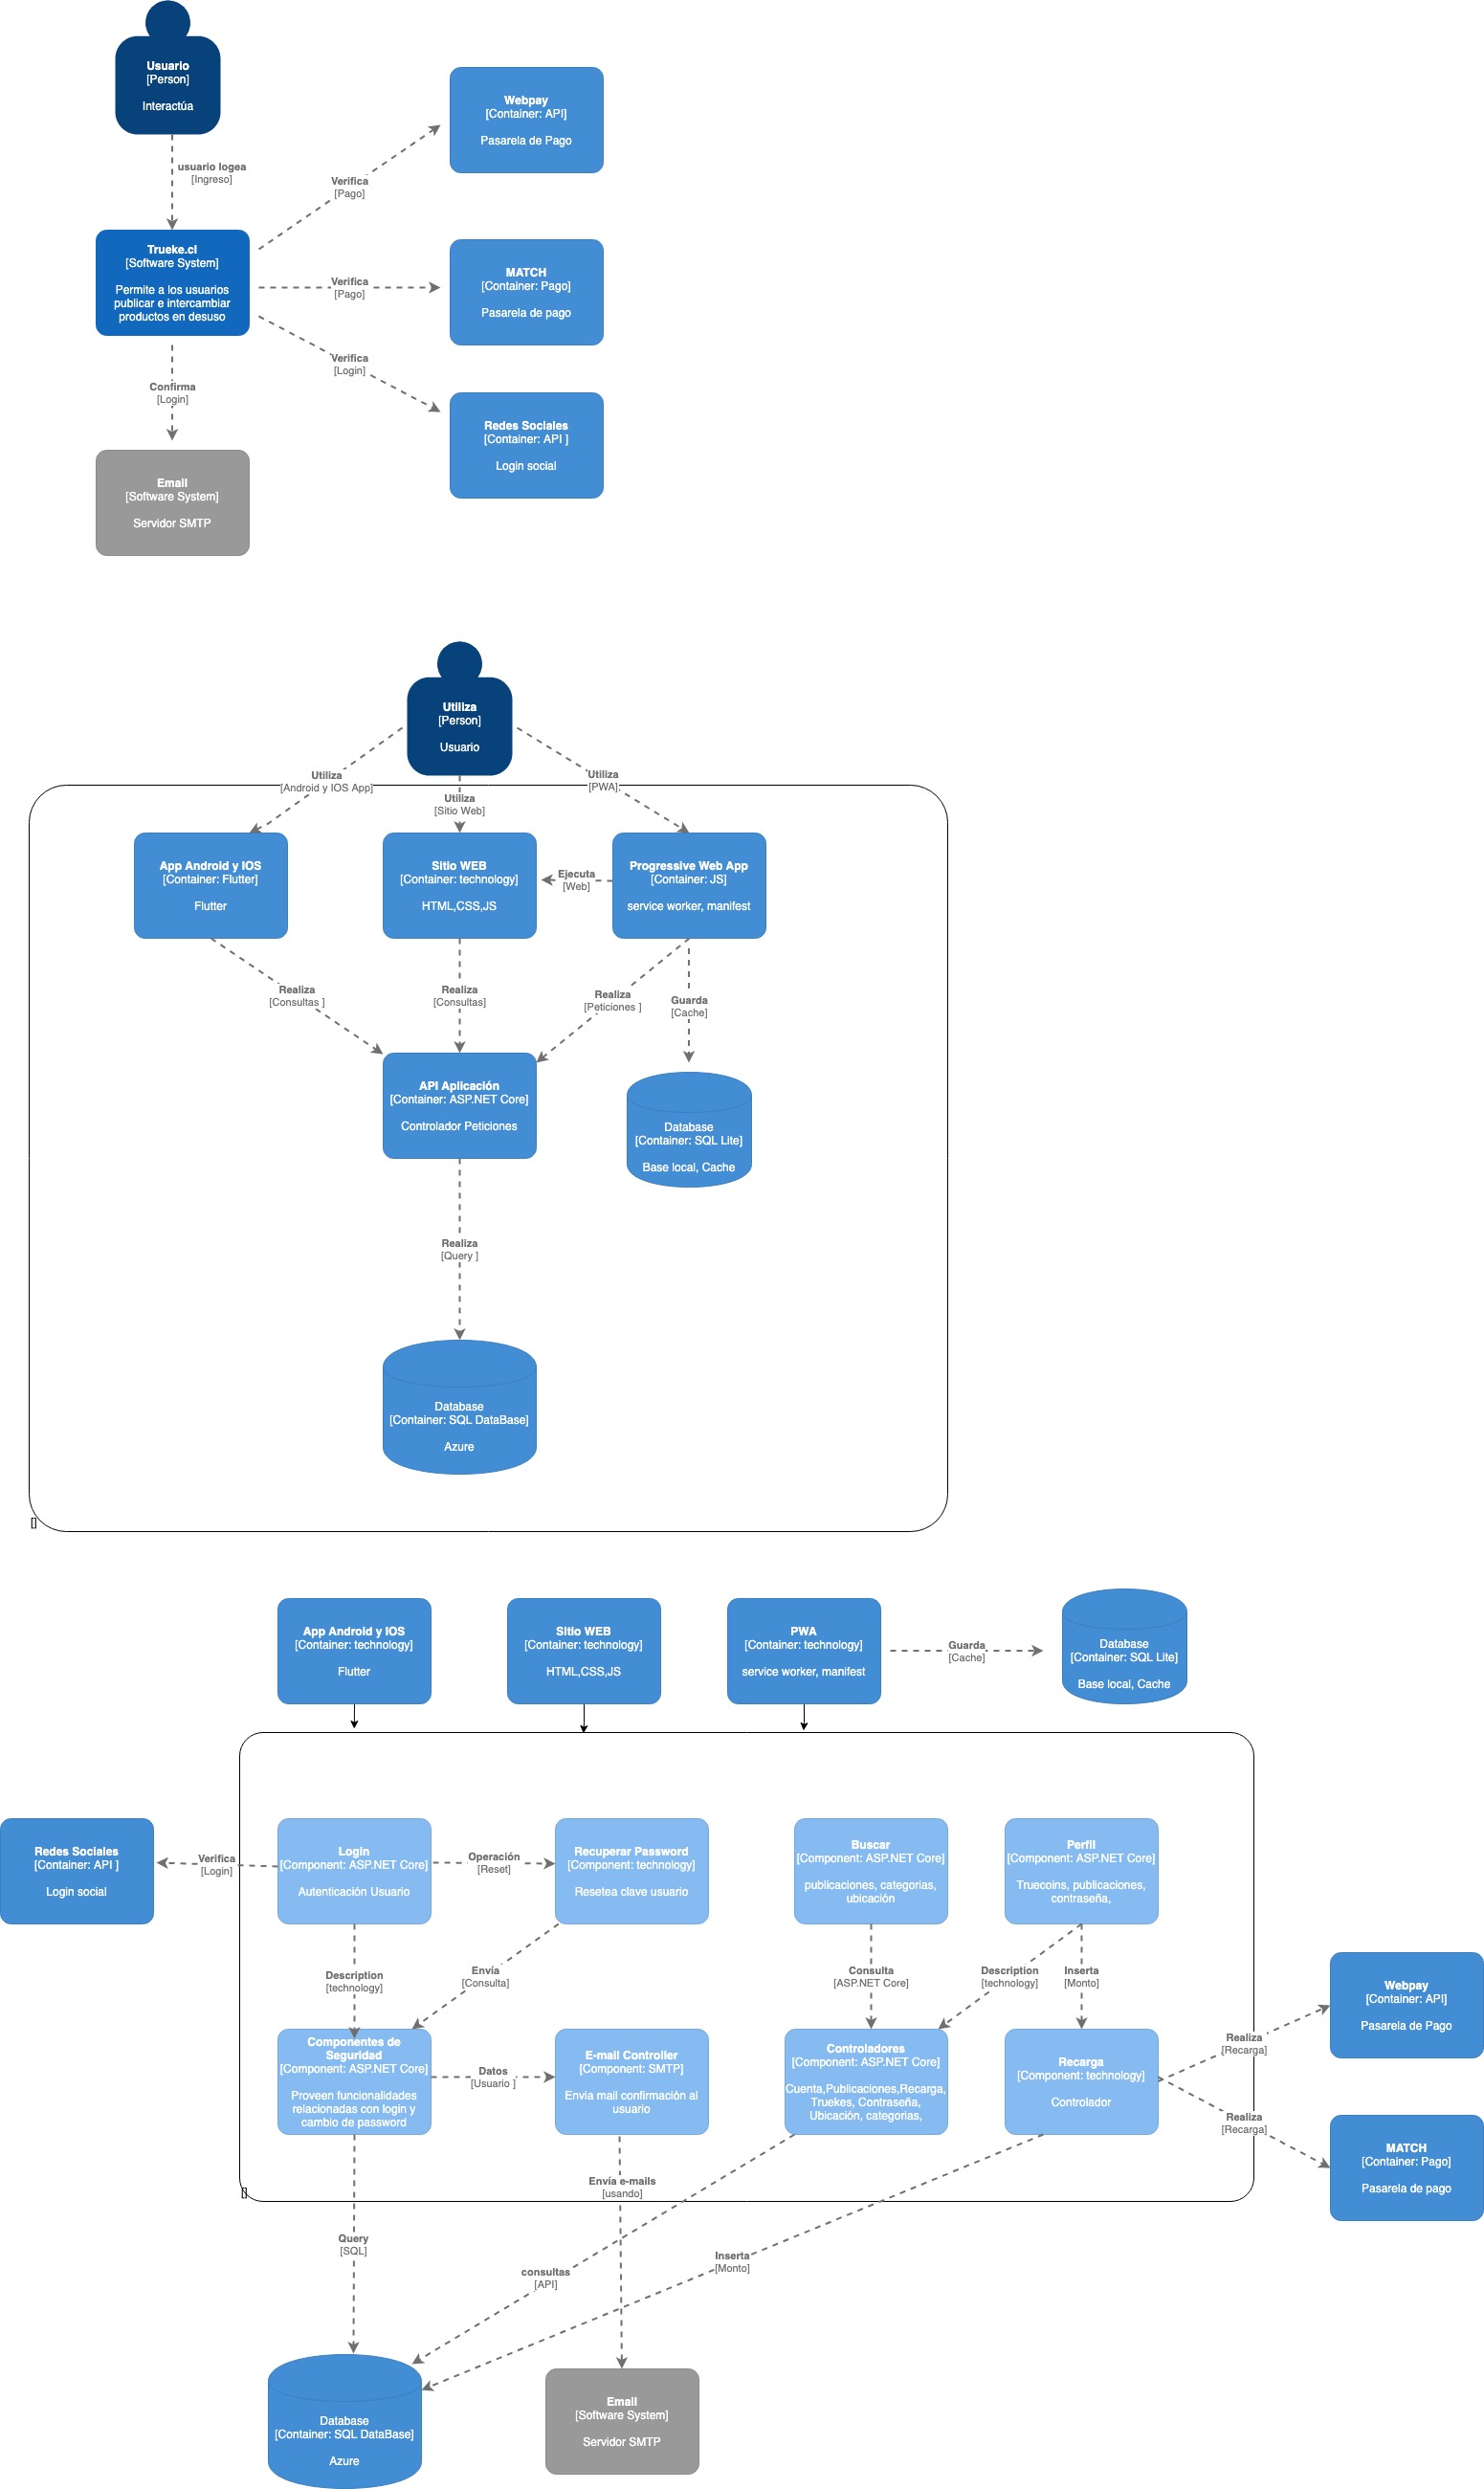 Usuario
[Person]
Interactúa
usuario logea
[Ingreso]
Webpay
[Container: API]
Pasarela de Pago
Verifica
[Pago]
Trueke.cl
[Software System]
Permite a los usuarios
publicar e intercambiar
productos en desuso
Verifica
[Pago]
MATCH
[Container: Pago]
Pasarela de pago
Verifica
[Login]
Confirma
[Login]
Redes Sociales
[Container: API ]
Login social
Email
[Software System]
Servidor SMTP
Utiliza
[Person]
Usuario
Utiliza
[Android y IOS App]
Utiliza
[Sitio Web]
Utiliza
[PWA]
App Android y IOS
[Container: Flutter]
Flutter
Sitio WEB
[Container: technology]
HTML,CSS,JS
Ejecuta
[Web]
Progressive Web App
[Container: JS]
service worker, manifest
Realiza
[Consultas ]
Realiza
[Consultas]
Realiza
[Peticiones ]
Guarda
[Cache]
API Aplicación
[Container: ASP.NET Core]
Controlador Peticiones
Database
[Container: SQL Lite]
Base local, Cache
Realiza
[Query ]
Database
[Container: SQL DataBase]
Azure
[]
App Android y IOS
[Container: technology]
Flutter
Sitio WEB
[Container: technology]
HTML,CSS,JS
PWA
[Container: technology]
service worker, manifest
Guarda
[Cache]
Database
[Container: SQL Lite]
Base local, Cache
Redes Sociales
[Container: API ]
Login social
Verifica
[Login]
Login
[Component: ASP.NET Core]
Autenticación Usuario
Operación
[Reset]
Recuperar Password
[Component: technology]
Resetea clave usuario
Buscar
[Component: ASP.NET Core]
publicaciones, categorias,
ubicación
Perfil
[Component: ASP.NET Core]
Truecoins, publicaciones,
contraseña,
Description
[technology]
Envía
[Consulta]
Consulta
[ASP.NET Core]
Description
[technology]
Inserta
[Monto]
Webpay
[Container: API]
Pasarela de Pago
Componentes de
Seguridad
[Component: ASP.NET Core]
Proveen funcionalidades
relacionadas con login y
cambio de password
Datos
[Usuario ]
E-mail Controller
[Component: SMTP]
Envia mail confirmación al
usuario
Controladores
[Component: ASP.NET Core]
Cuenta,Publicaciones,Recarga,
Truekes, Contraseña,
Ubicación, categorias,
Recarga
[Component: technology]
Controlador
Realiza
[Recarga]
Realiza
[Recarga]
MATCH
[Container: Pago]
Pasarela de pago
Envía e-mails
[usando]
[]
Query
[SQL]
consultas
[API]
Inserta
[Monto]
Database
[Container: SQL DataBase]
Azure
Email
[Software System]
Servidor SMTP